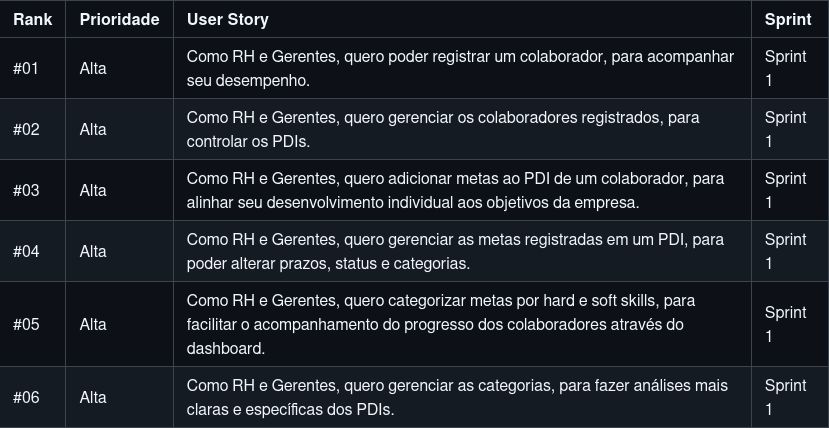 Rank Prioridade User Story Sprint
#01 Alta Como RH e Gerentes, quero poder registrar um colaborador, para acompanhar Sprint
seu desempenho. 1
#02 Alta Como RH e Gerentes, quero gerenciar os colaboradores registrados, para Sprint
controlar os PDIs. 1
#03 Alta Como RH e Gerentes, quero adicionar metas ao PDI de um colaborador, para Sprint
alinhar seu desenvolvimento individual aos objetivos da empresa. 1
#04 Alta Como RH e Gerentes, quero gerenciar as metas registradas em um PDI, para Sprint
poder alterar prazos, status e categorias. 1
#05 Alta Como RH e Gerentes, quero categorizar metas por hard e soft skills, para Sprint
facilitar o acompanhamento do progresso dos colaboradores através do 1
dashboard.
#06 Alta Como RH e Gerentes, quero gerenciar as categorias, para fazer análises mais Sprint
claras e específicas dos PDIs. 1